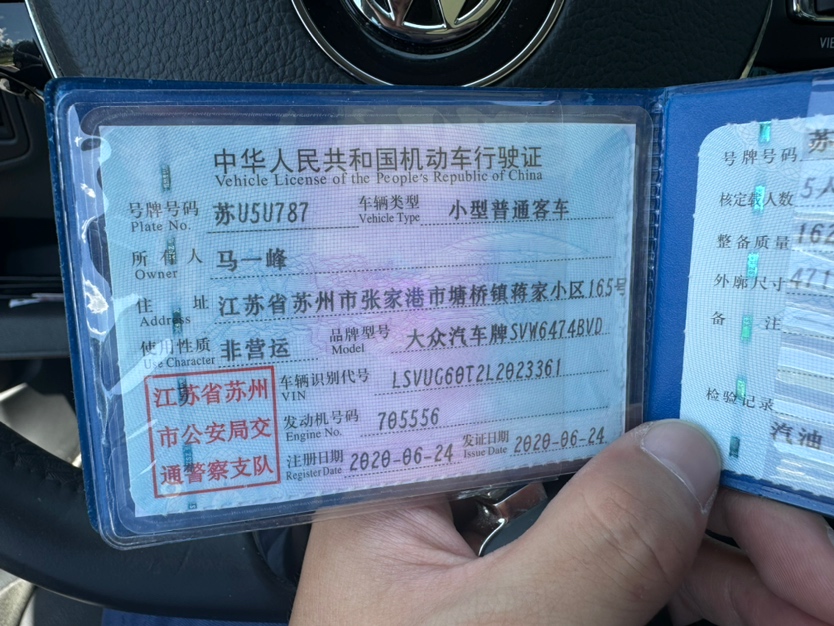 中华人民共和国机动车行驶证
Vehicle License of the People's Republic of China
号牌号码 苏U5U787 车辆类型 小型普通客车
Plate No. Vehicle Type
所有人 马一峰
Owner
住址 江苏省苏州市张家港市塘桥镇蒋家小区165号
Address
使用性质 非营运 品牌型号 大众汽车牌SVW6474BVD
Use Character Model
江苏省苏州
市公安局交
通警察支队
车辆识别代号 LSVUG60T2L2023361
VIN
发动机号码 705556
Engine No.
注册日期 2020-06-24 发证日期 2020-06-24
Register Date Issue Date
号牌号码 苏
核定载人数 5人
整备质量 162
外廓尺寸 471
备注
检验记录
汽油
VIE